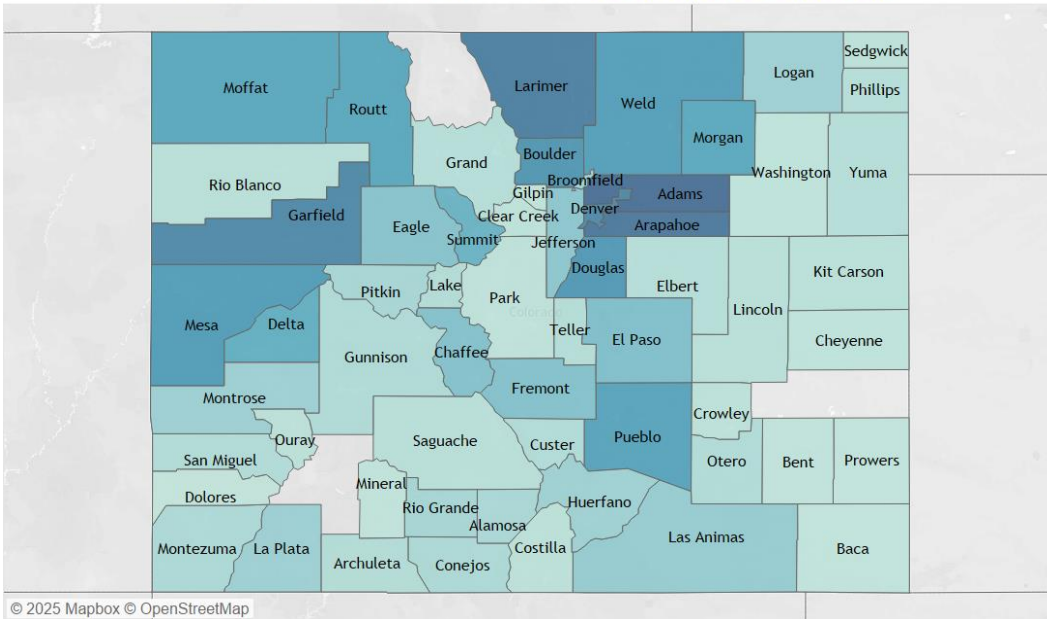 Sedgwick
Logan
Moffat
Larimer
Phillips
Weld
Routt
Morgan
Boulder
Grand
Washington
Yuma
Broomfield
Rio Blanco
Gilpin
Adams
Denver
Garfield
Clear Creek
Arapahoe
Eagle
Summit
Jefferson
Douglas
Kit Carson
Lake
Elbert
Pitkin
Park
Lincoln
Colorado
Mesa
Delta
Teller
El Paso
Cheyenne
Chaffee
Gunnison
Fremont
Montrose
Crowley
Pueblo
Ouray
Saguache
Custer
San Miguel
Otero
Bent
Prowers
Mineral
Dolores
Huerfano
Rio Grande
Alamosa
Las Animas
Montezuma
La Plata
Costilla
Baca
Archuleta
Conejos
© 2025 Mapbox © OpenStreetMap